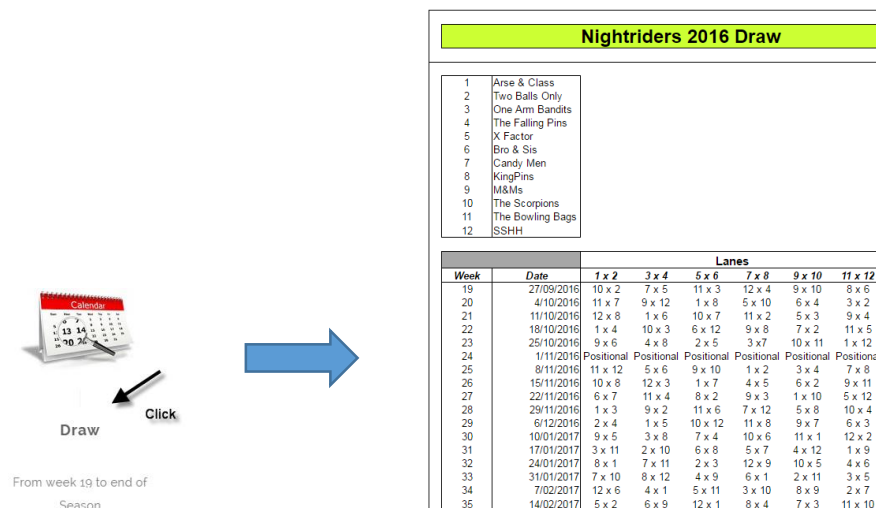 Nightriders 2016 Draw
1 Arse & Class
2 Two Balls Only
3 One Arm Bandits
4 The Falling Pins
5 X Factor
6 Bro & Sis
7 Candy Men
8 KingPins
9 M&Ms
10 The Scorpions
11 The Bowling Bags
12 SSHH
Lanes
Week Date 1 x 2 3 x 4 5 x 6 7 x 8 9 x 10 11 x 12
19 27/09/2016 10 x 2 7 x 5 11 x 3 12 x 4 9 x 10 8 x 6
20 4/10/2016 11 x 7 9 x 12 1 x 8 5 x 10 6 x 4 3 x 2
21 11/10/2016 12 x 8 1 x 6 10 x 7 11 x 2 5 x 3 9 x 4
22 18/10/2016 1 x 4 10 x 3 6 x 12 9 x 8 7 x 2 11 x 5
23 25/10/2016 9 x 6 4 x 8 2 x 5 3 x7 10 x 11 1 x 12
24 1/11/2016 Positional Positional Positional Positional Positional Positiona
25 8/11/2016 11 x 12 5 x 6 9 x 10 1 x 2 3 x 4 7 x 8
26 15/11/2016 10 x 8 12 x 3 1 x 7 4 x 5 6 x 2 9 x 11
27 22/11/2016 6 x 7 11 x 4 8 x 2 9 x 3 1 x 10 5 x 12
28 29/11/2016 1 x 3 9 x 2 11 x 6 7 x 12 5 x 8 10 x 4
29 6/12/2016 2 x 4 1 x 5 10 x 12 11 x 8 9 x 7 6 x 3
30 10/01/2017 9 x 5 3 x 8 7 x 4 10 x 6 11 x 1 12 x 2
31 17/01/2017 3 x 11 2 x 10 6 x 8 5 x 7 4 x 12 1 x 9
32 24/01/2017 8 x 1 7 x 11 2 x 3 12 x 9 10 x 5 4 x 6
33 31/01/2017 7 x 10 8 x 12 4 x 9 6 x 1 2 x 11 3 x 5
34 7/02/2017 12 x 6 4 x 1 5 x 11 3 x 10 8 x 9 2 x 7
35 14/02/2017 5 x 2 6 x 9 12 x 1 8 x 4 7 x 3 11 x 10
Calendar
13 14
Click
Draw
From week 19 to end of
Season